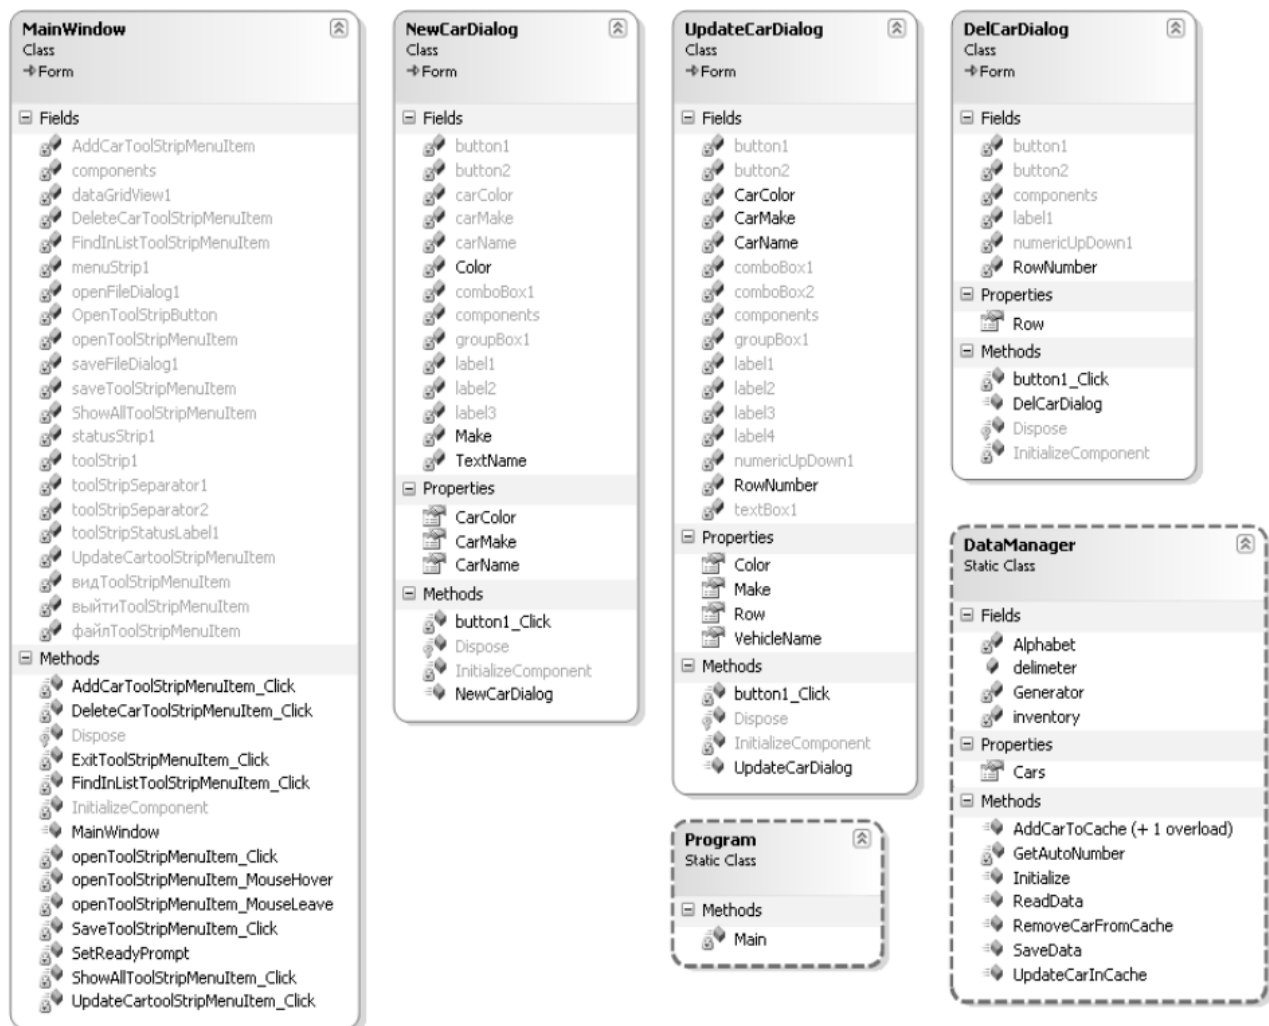 MainWindow
Class
Form
Fields
AddCarToolStripMenuItem
components
dataGridView1
DeleteCarToolStripMenuItem
FindInListToolStripMenuItem
menuStrip1
openFileDialog1
OpenToolStripButton
openToolStripMenuItem
saveFileDialog1
saveToolStripMenuItem
ShowAllToolStripMenuItem
statusStrip1
toolStrip1
toolStripSeparator1
toolStripSeparator2
toolStripStatusLabel1
UpdateCartoolStripMenuItem
видToolStripMenuItem
выйтиToolStripMenuItem
файлToolStripMenuItem
Methods
AddCarToolStripMenuItem_Click
DeleteCarToolStripMenuItem_Click
Dispose
ExitToolStripMenuItem_Click
FindInListToolStripMenuItem_Click
InitializeComponent
MainWindow
openToolStripMenuItem_Click
openToolStripMenuItem_MouseHover
openToolStripMenuItem_MouseLeave
SaveToolStripMenuItem_Click
SetReadyPrompt
ShowAllToolStripMenuItem_Click
UpdateCartoolStripMenuItem_Click
NewCarDialog
Class
Form
Fields
button1
button2
carColor
carMake
carName
Color
comboBox1
components
groupBox1
label1
label2
label3
Make
TextName
Properties
CarColor
CarMake
CarName
Methods
button1_Click
Dispose
InitializeComponent
NewCarDialog
UpdateCarDialog
Class
Form
Fields
button1
button2
CarColor
CarMake
CarName
comboBox1
comboBox2
components
groupBox1
label1
label2
label3
label4
numericUpDown1
RowNumber
textBox1
Properties
Color
Make
Row
VehicleName
Methods
button1_Click
Dispose
InitializeComponent
UpdateCarDialog
Program
Static Class
Methods
Main
DelCarDialog
Class
Form
Fields
button1
button2
components
label1
numericUpDown1
RowNumber
Properties
Row
Methods
button1_Click
DelCarDialog
Dispose
InitializeComponent
DataManager
Static Class
Fields
Alphabet
delimeter
Generator
inventory
Properties
Cars
Methods
AddCarToCache (+ 1 overload)
GetAutoNumber
Initialize
ReadData
RemoveCarFromCache
SaveData
UpdateCarInCache